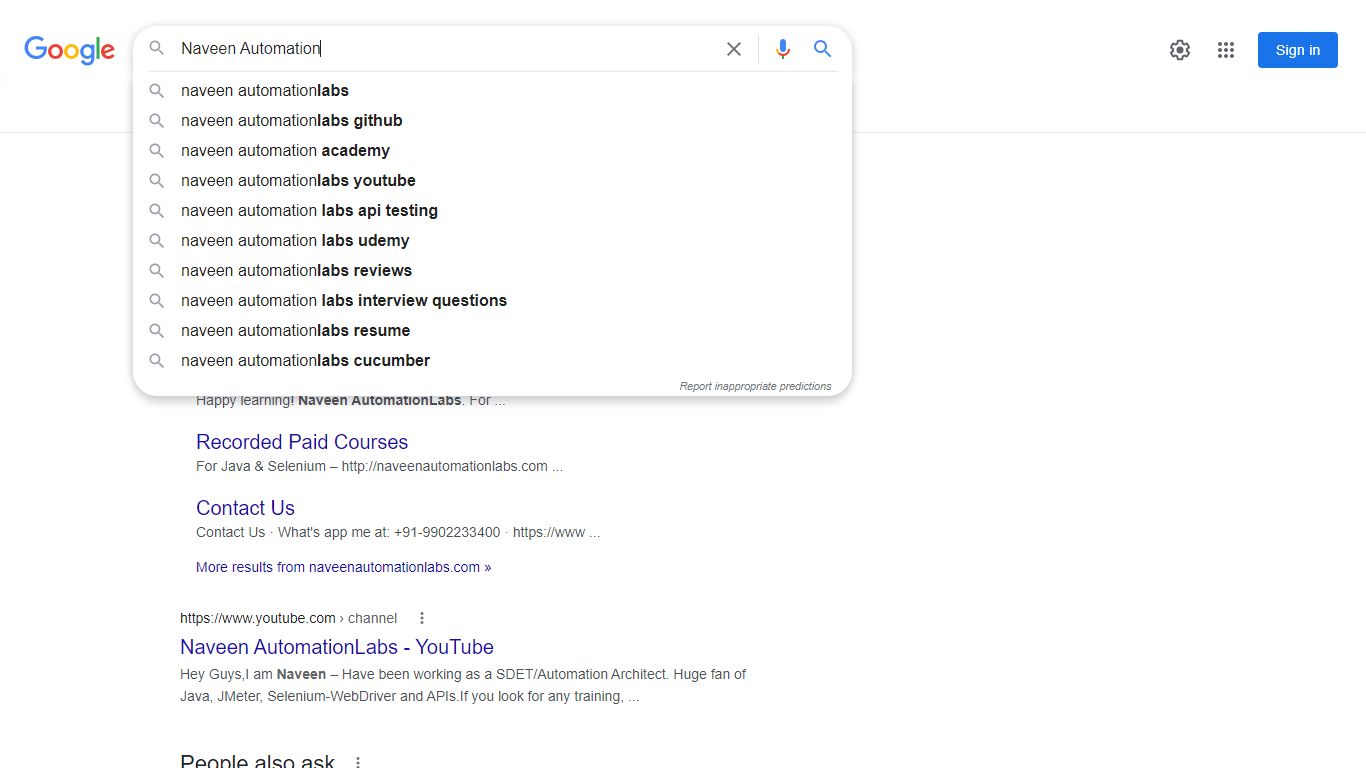 Google
Naveen Automation
Sign in
naveen automationlabs
naveen automationlabs github
naveen automation academy
naveen automationlabs youtube
naveen automation labs api testing
naveen automation labs udemy
naveen automationlabs reviews
naveen automation labs interview questions
naveen automationlabs resume
naveen automationlabs cucumber
Report inappropriate predictions
Happy learning! Naveen AutomationLabs. For ...
Recorded Paid Courses
For Java & Selenium – http://naveenautomationlabs.com ...
Contact Us
Contact Us · What's app me at: +91-9902233400 · https://www ...
More results from naveenautomationlabs.com »
https://www.youtube.com › channel
Naveen AutomationLabs - YouTube
Hey Guys,I am Naveen – Have been working as a SDET/Automation Architect. Huge fan of
Java, JMeter, Selenium-WebDriver and APIs.If you look for any training, ...
People also ask